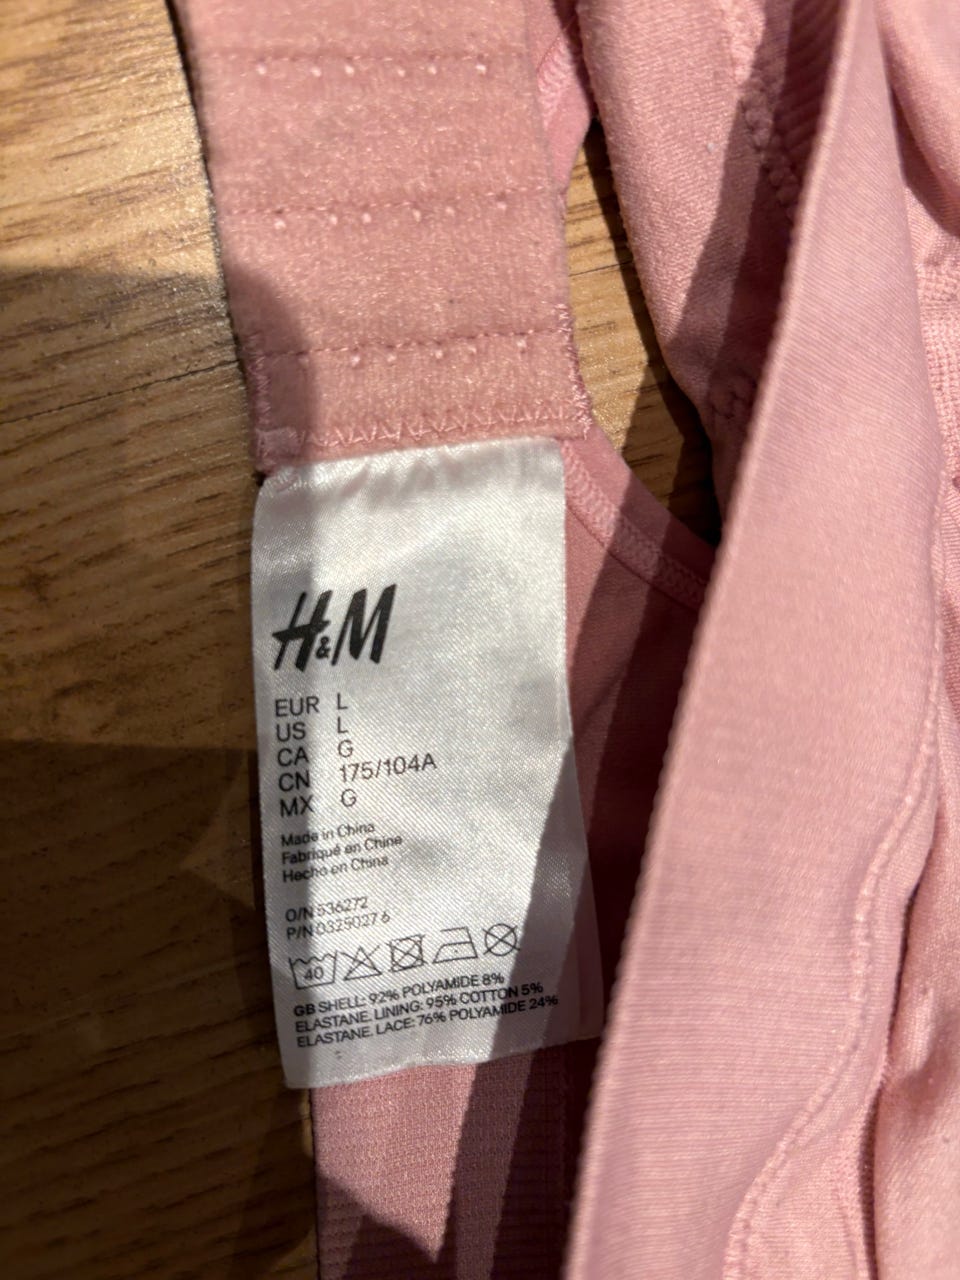 H&M
EUR L
US L
CA G
CN 175/104A
MX G
Made in China
Fabriqué en Chine
Hecho en China
O/N 536272
P/N 0325027 6
40
GB SHELL: 92% POLYAMIDE 8%
ELASTANE. LINING: 95% COTTON 5%
ELASTANE. LACE: 76% POLYAMIDE 24%